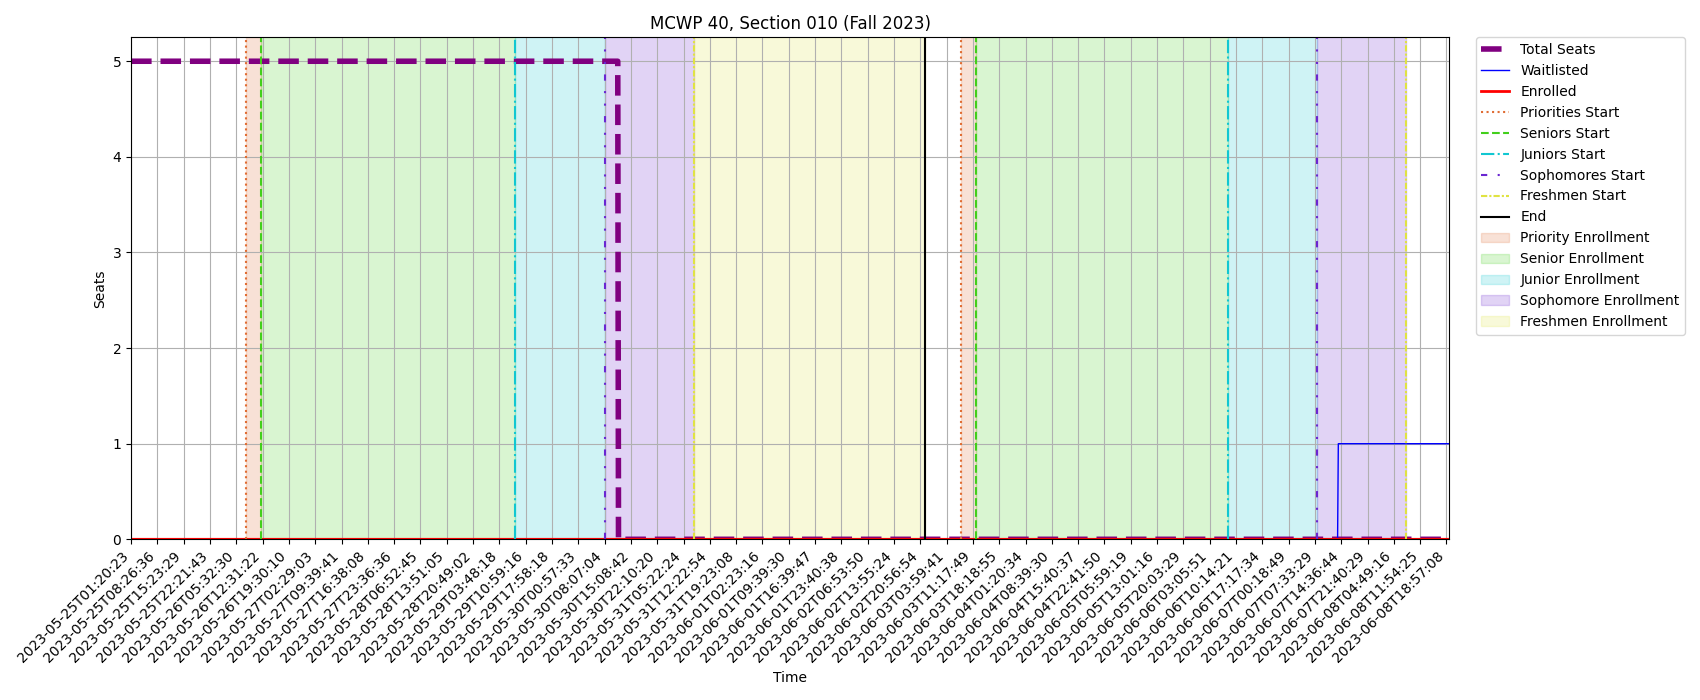 MCWP 40, Section 010 (Fall 2023)
Seats
5
4
3
2
1
0
2023-05-25T01:20:23
2023-05-25T08:26:36
2023-05-25T15:23:29
2023-05-25T22:21:43
2023-05-26T05:32:30
2023-05-26T12:31:22
2023-05-26T19:30:10
2023-05-27T02:29:03
2023-05-27T09:39:41
2023-05-27T16:38:08
2023-05-27T23:36:36
2023-05-28T06:52:45
2023-05-28T13:51:05
2023-05-28T20:49:02
2023-05-29T03:48:18
2023-05-29T10:59:16
2023-05-29T17:58:18
2023-05-30T00:57:33
2023-05-30T08:07:04
2023-05-30T15:08:42
2023-05-30T22:10:20
2023-05-31T05:22:24
2023-05-31T12:22:54
2023-05-31T19:23:08
2023-06-01T02:23:16
2023-06-01T09:39:30
2023-06-01T16:39:47
2023-06-01T23:40:38
2023-06-02T06:53:50
2023-06-02T13:55:24
2023-06-02T20:56:54
2023-06-03T03:59:41
2023-06-03T11:17:49
2023-06-03T18:18:55
2023-06-04T01:20:34
2023-06-04T08:39:30
2023-06-04T15:40:37
2023-06-04T22:41:50
2023-06-05T05:59:19
2023-06-05T13:01:16
2023-06-05T20:03:29
2023-06-06T03:05:51
2023-06-06T10:14:21
2023-06-06T17:17:34
2023-06-07T00:18:49
2023-06-07T07:33:29
2023-06-07T14:36:44
2023-06-07T21:40:29
2023-06-08T04:49:16
2023-06-08T11:54:25
2023-06-08T18:57:08
Time
Total Seats
Waitlisted
Enrolled
Priorities Start
Seniors Start
Juniors Start
Sophomores Start
Freshmen Start
End
Priority Enrollment
Senior Enrollment
Junior Enrollment
Sophomore Enrollment
Freshmen Enrollment